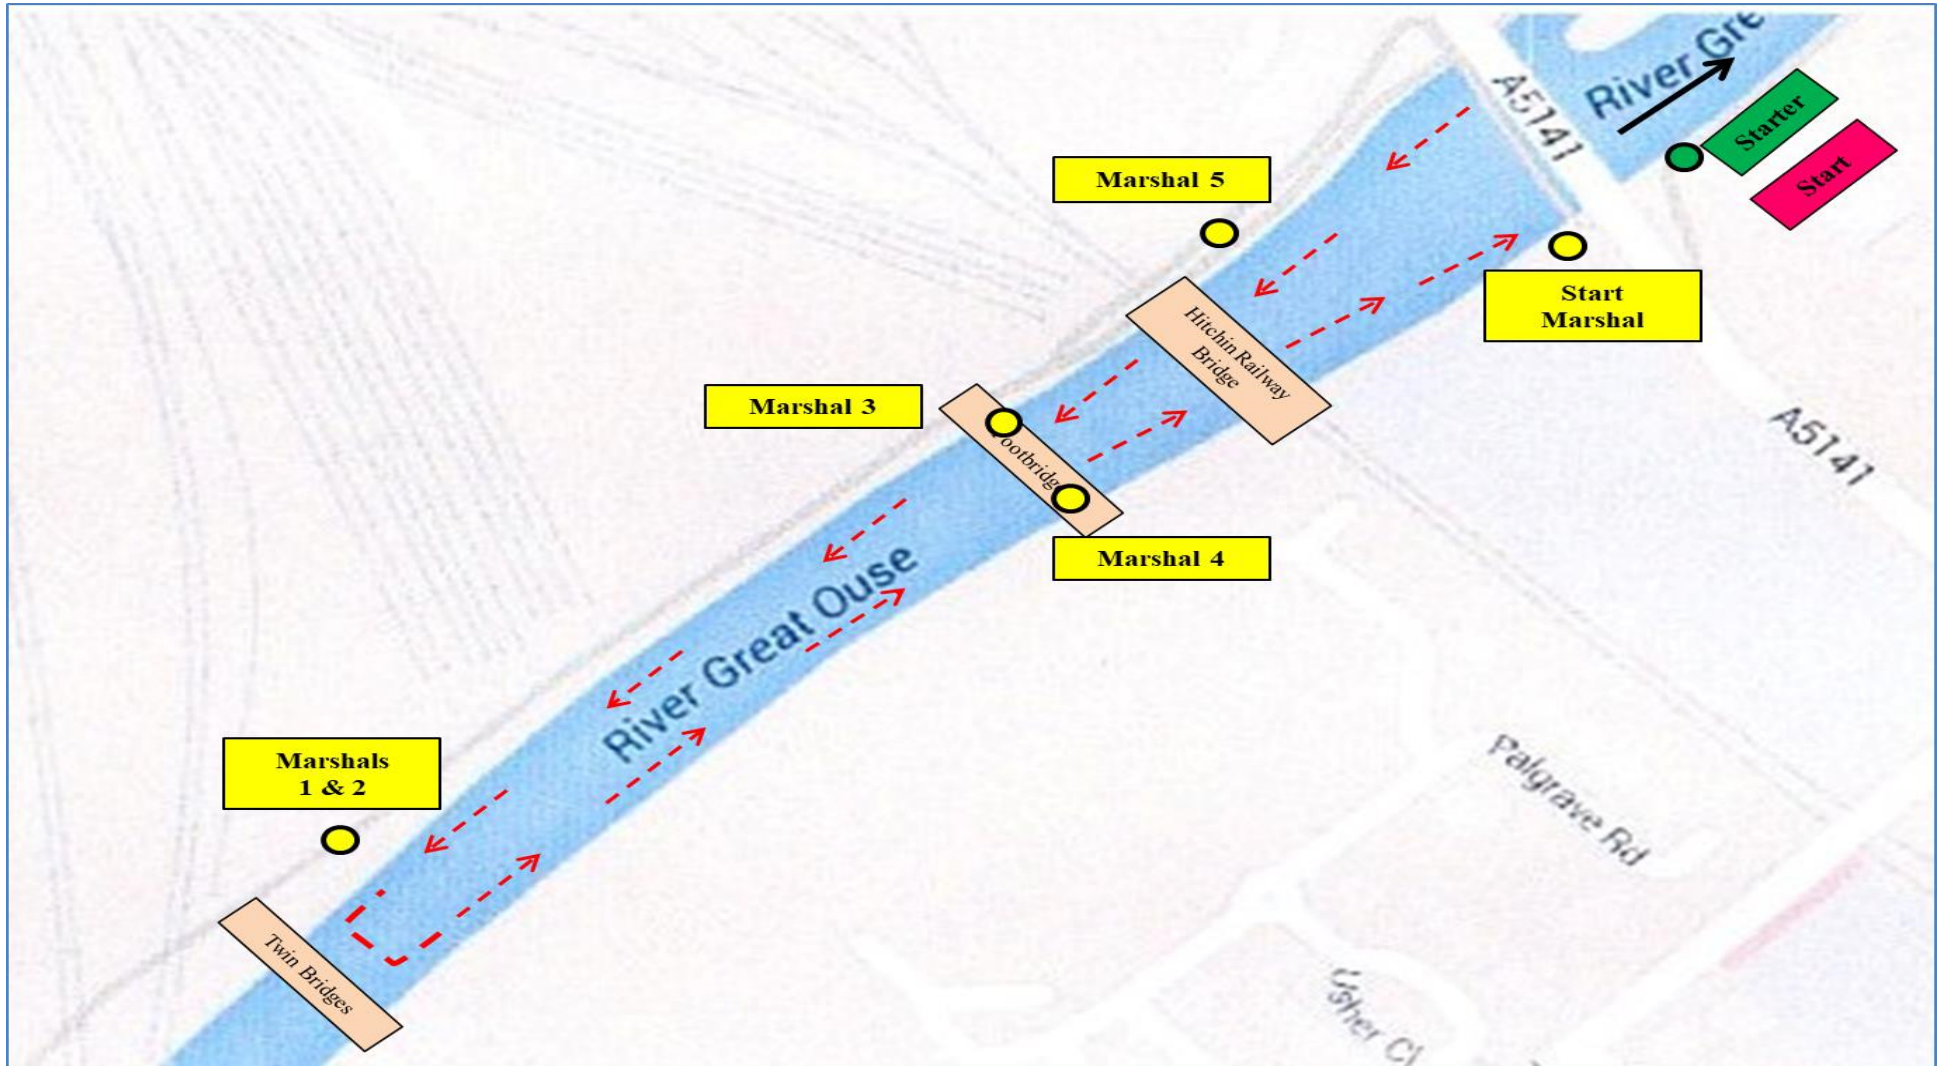 River Gre
A5141
Starter
Start
Marshal 5
Start
Marshal
Hitchin Railway
Bridge
Marshal 3
ootbridg
A5141
Marshal 4
River Great Ouse
Marshals
1 & 2
Palgrave Rd
Twin Bridges
Usher Cl